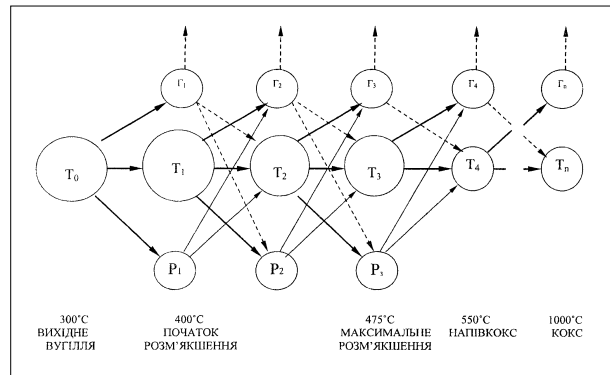 Г1 Г2 Г3 Г4 Гn
T0 T1 T2 T3 T4 Tn
P1 P2 P3
300°C 400°C 475°C 550°C 1000°C
ВИХІДНЕ ПОЧАТОК МАКСИМАЛЬНЕ НАПІВКОКС КОКС
ВУГІЛЛЯ РОЗМ'ЯКШЕННЯ РОЗМ'ЯКШЕННЯ